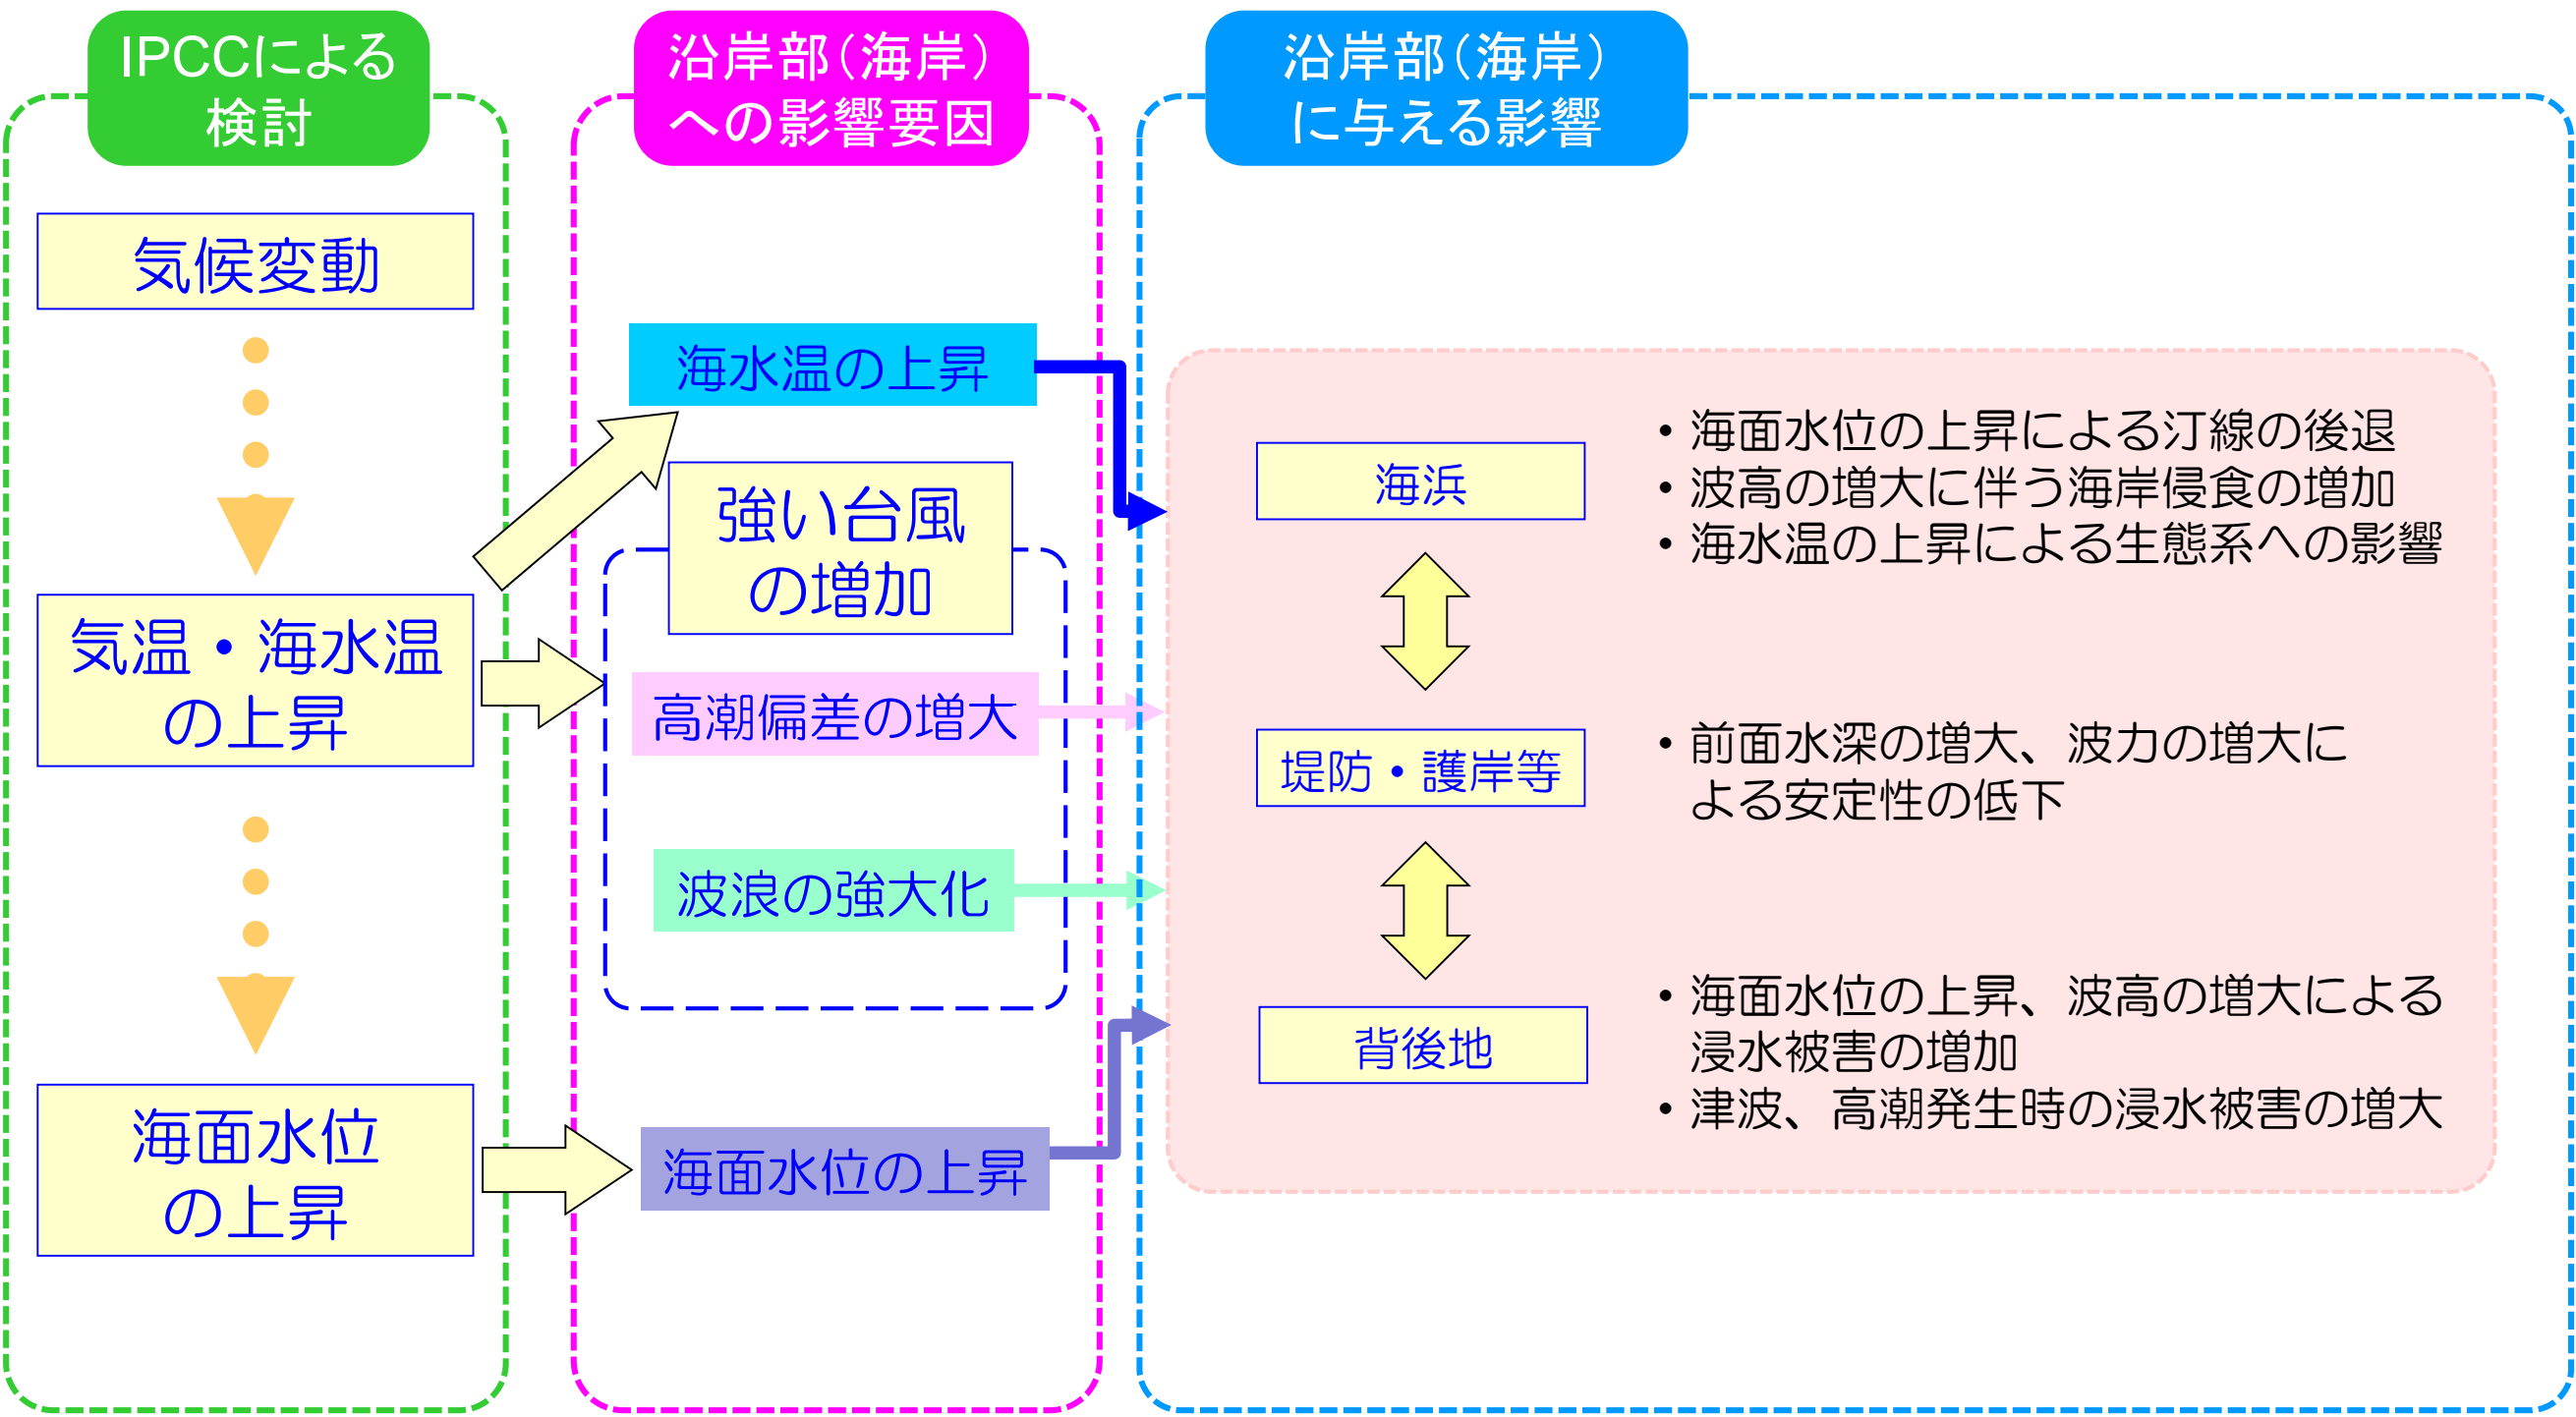 IPCCによる
検討
気候変動
気温・海水温
の上昇
海面水位
の上昇
沿岸部(海岸)
への影響要因
海水温の上昇
強い台風
の増加
高潮偏差の増大
波浪の強大化
海面水位の上昇
沿岸部(海岸)
に与える影響
海浜
・海面水位の上昇による汀線の後退
・波高の増大に伴う海岸侵食の増加
・海水温の上昇による生態系への影響
堤防・護岸等
・前面水深の増大、波力の増大に
よる安定性の低下
背後地
・海面水位の上昇、波高の増大による
浸水被害の増加
・津波、高潮発生時の浸水被害の増大